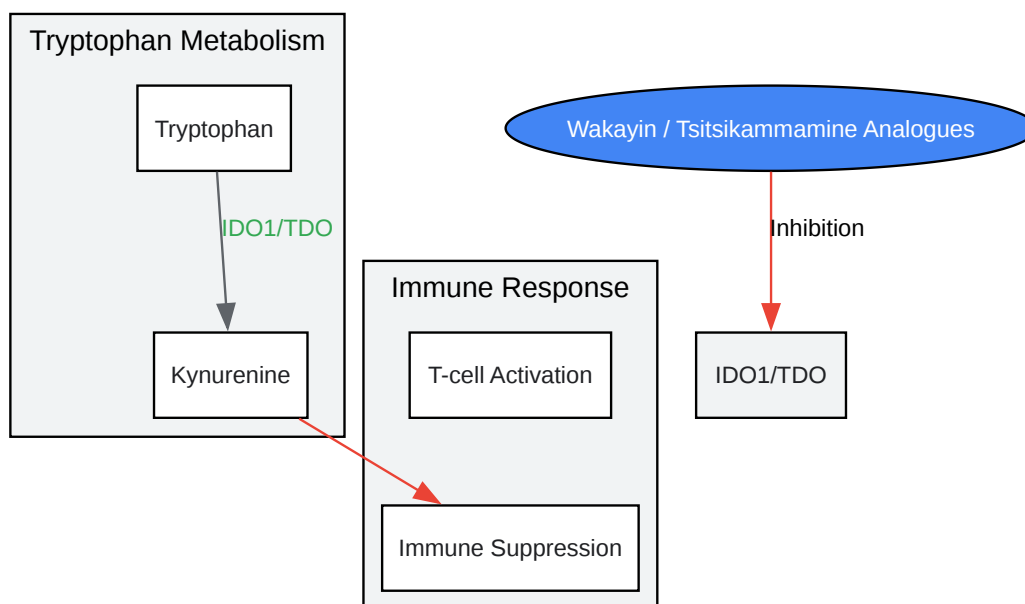 Tryptophan Metabolism
Tryptophan
Wakayin / Tsitsikammamine Analogues
IDO1/TDO
Inhibition
Immune Response
Kynurenine
T-cell Activation
IDO1/TDO
Immune Suppression